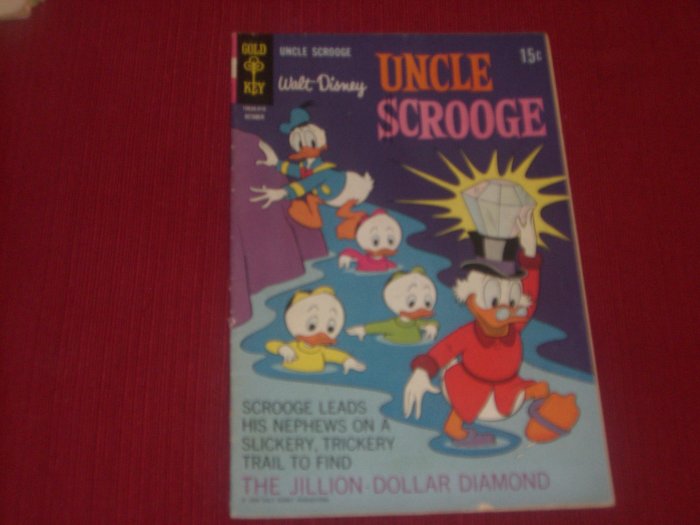 GOLD
KEY
UNCLE SCROOGE
Walt Disney
UNCLE
SCROOGE
15¢
OCTOBER
SCROOGE LEADS
HIS NEPHEWS ON A
SLICKERY, TRICKERY
TRAIL TO FIND
THE JILLION-DOLLAR DIAMOND